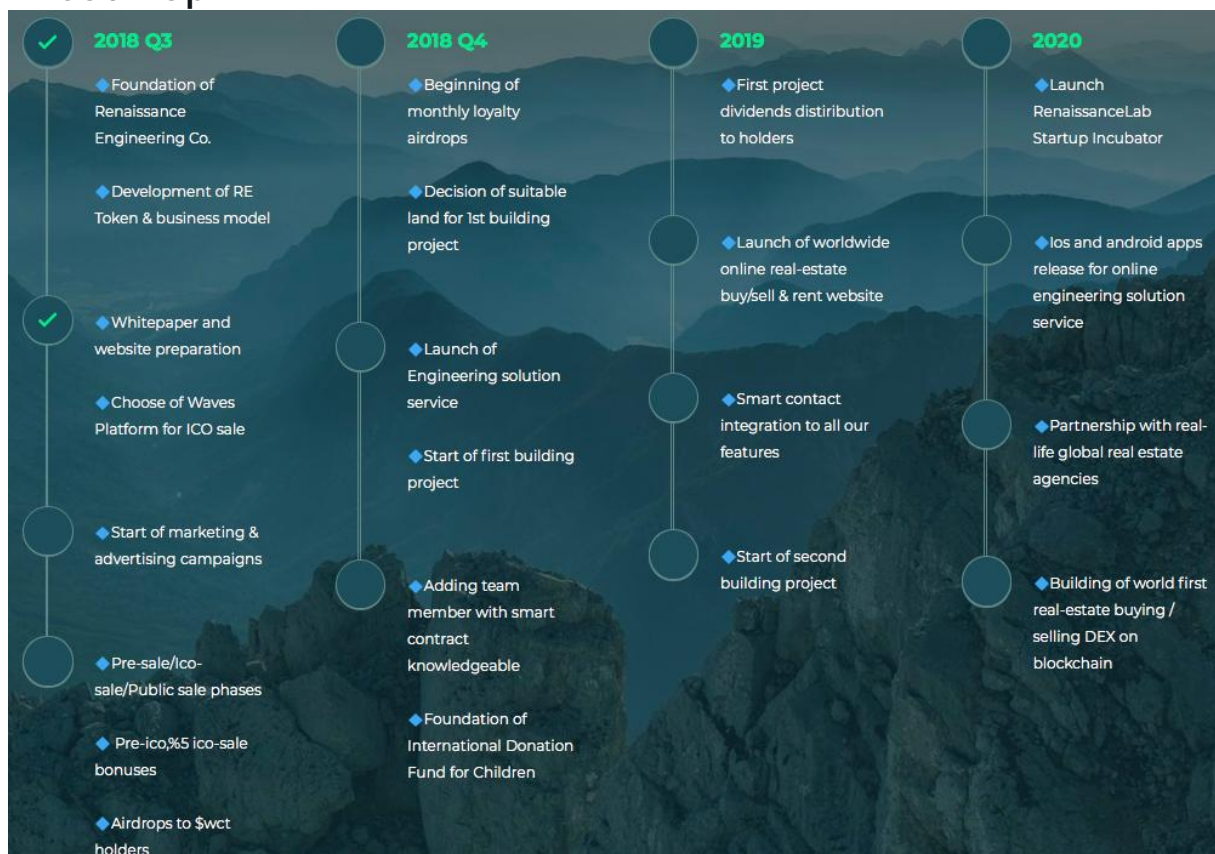 2018 Q3
Foundation of
Renaissance
Engineering Co.
Development of RE
Token & business model
Whitepaper and
website preparation
Choose of Waves
Platform for ICO sale
Start of marketing &
advertising campaigns
Pre-sale/Ico-
sale/Public sale phases
Pre-ico,%5 ico-sale
bonuses
Airdrops to $wct
holders
2018 Q4
Beginning of
monthly loyalty
airdrops
Decision of suitable
land for 1st building
project
Launch of
Engineering solution
service
Start of first building
project
Adding team
member with smart
contract
knowledgeable
Foundation of
International Donation
Fund for Children
2019
First project
dividends distiribution
to holders
Launch of worldwide
online real-estate
buy/sell & rent website
Smart contact
integration to all our
features
Start of second
building project
2020
Launch
RenaissanceLab
Startup Incubator
Ios and android apps
release for online
engineering solution
service
Partnership with real-
life global real estate
agencies
Building of world first
real-estate buying /
selling DEX on
blockchain